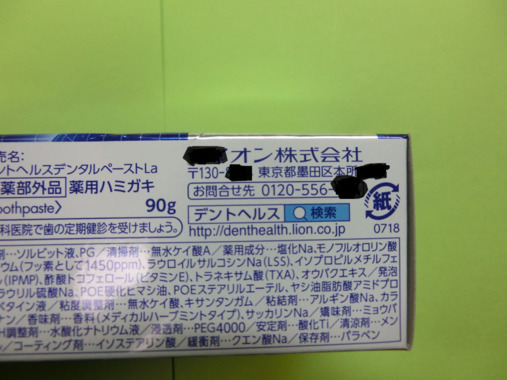 売名:
ントヘルスデンタルペーストLa
薬部外品 薬用ハミガキ
oothpaste〉 90g
科医院で歯の定期健診を受けましょう。
オン株式会社
〒130- 東京都墨田区本所
お問合せ先 0120-556-
デントヘルス 検索
http://denthealth.lion.co.jp
紙
0718
剤…ソルビット液、PG／清掃剤…無水ケイ酸A／薬用成分…塩化Na、モノフルオロリン酸
ウム(フッ素として1450ppm)、ラウロイルサルコシンNa(LSS)、イソプロピルメチルフェ
(IPMP)、酢酸トコフェロール(ビタミンE)、トラネキサム酸(TXA)、オウバクエキス／発泡
ラウリル硫酸Na、POE硬化ヒマシ油、POEステアリルエーテル、ヤシ油脂肪酸アミドプロ
ベタイン液／粘度調整剤…無水ケイ酸、キサンタンガム／粘結剤…アルギン酸Na、カラ
ナン／香味剤…香料(メディカルハーブミントタイプ)、サッカリンNa／矯味剤…ミョウバ
H調整剤…水酸化ナトリウム液／浸透剤…PEG4000／安定剤…酸化Ti／清涼剤…メン
／コーティング剤…イソステアリン酸／緩衝剤…クエン酸Na／保存剤…パラベン